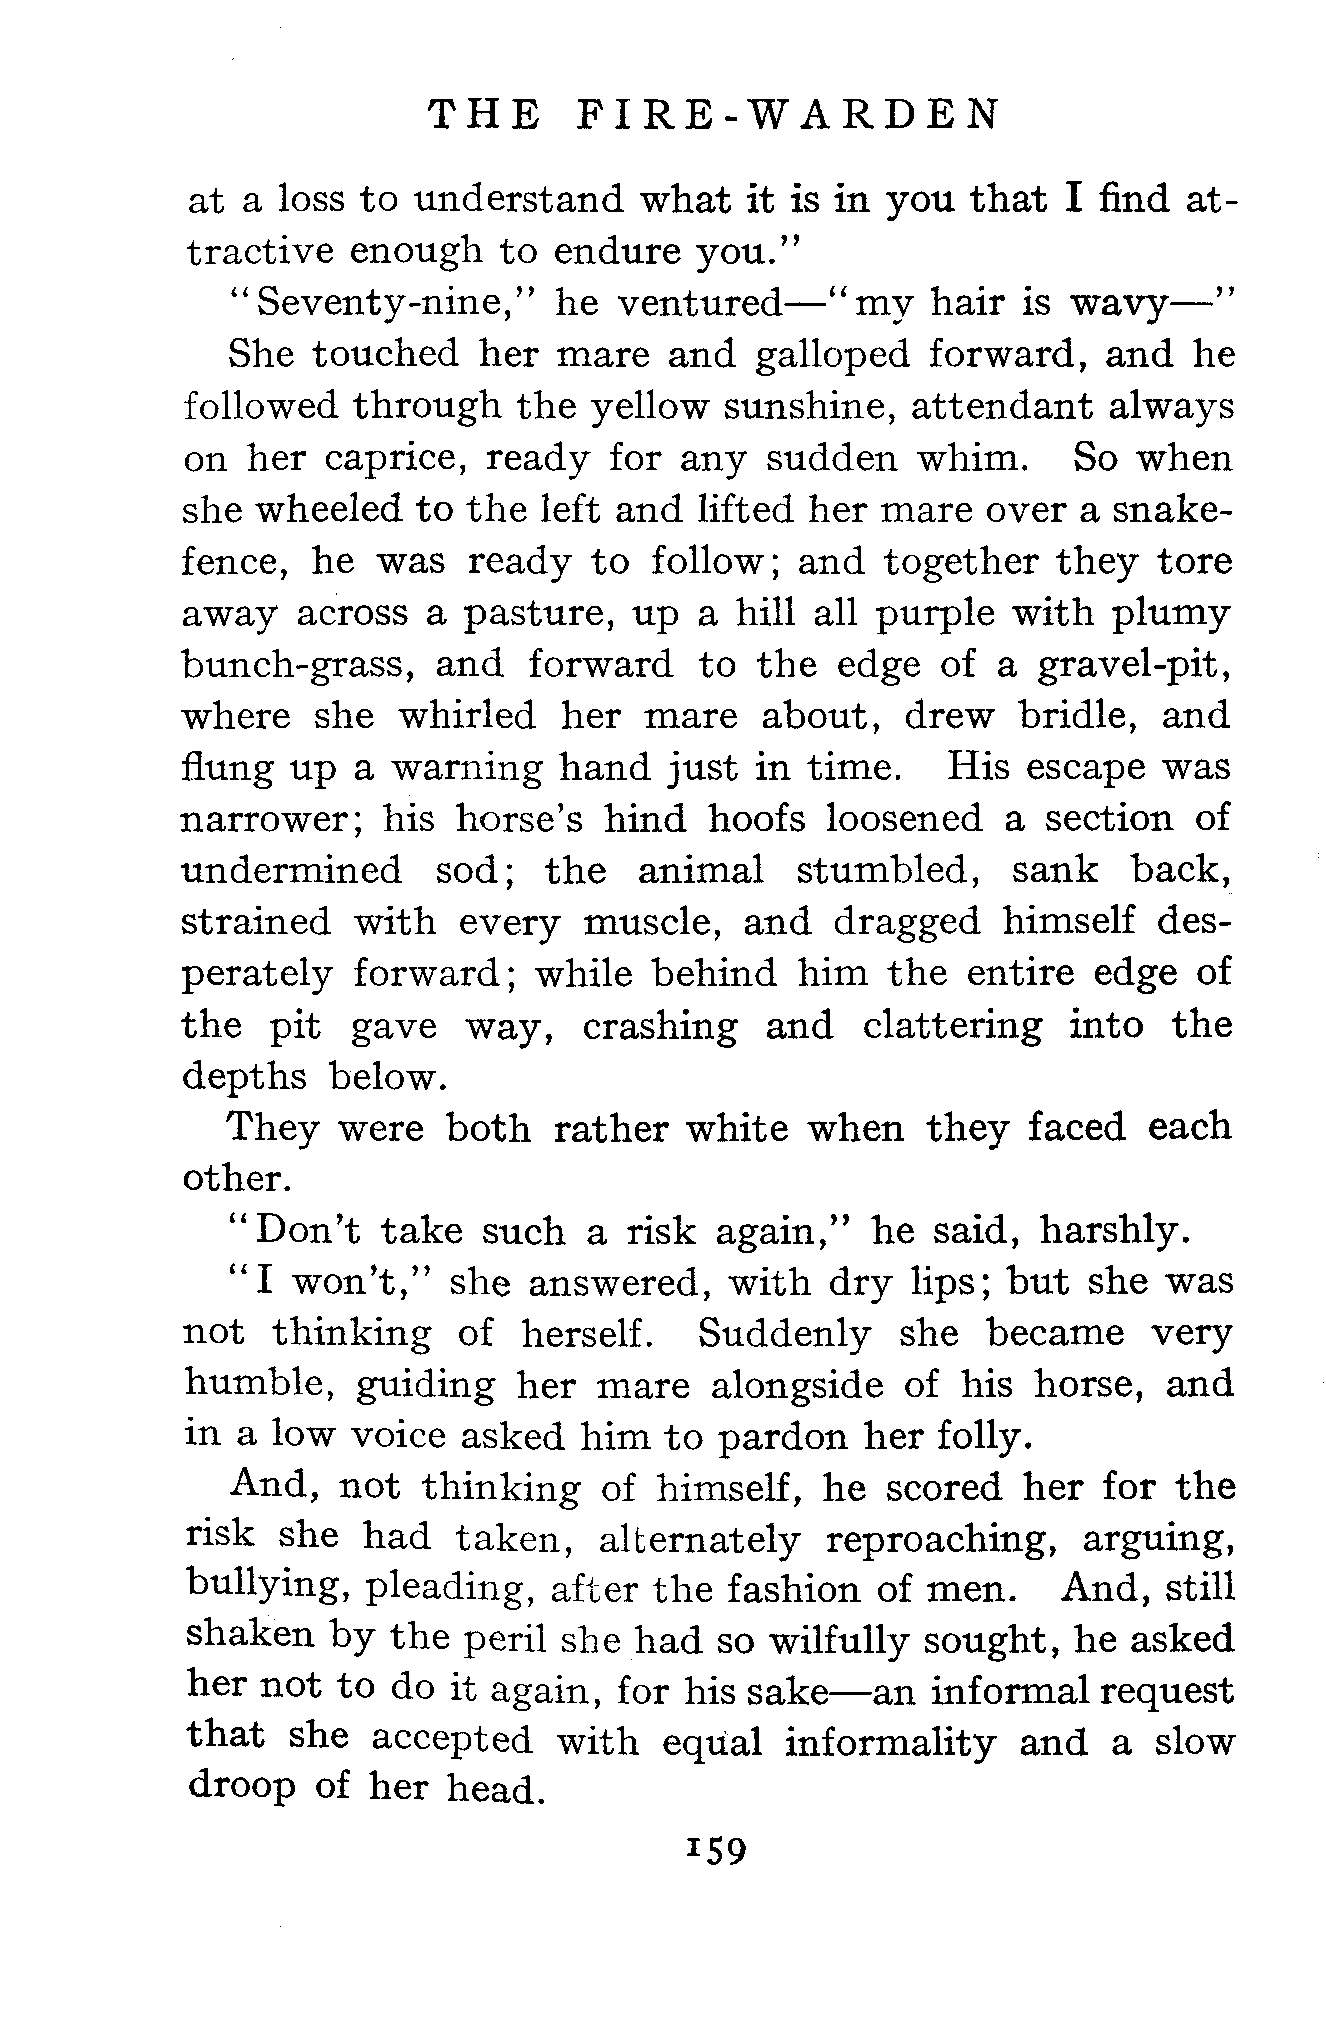 THE FIRE-WARDEN
at a loss to understand what it is in you that I find at-
tractive enough to endure you."
"Seventy-nine," he ventured—"my hair is wavy—"
She touched her mare and galloped forward, and he
followed through the yellow sunshine, attendant always
on her caprice, ready for any sudden whim. So when
she wheeled to the left and lifted her mare over a snake-
fence, he was ready to follow; and together they tore
away across a pasture, up a hill all purple with plumy
bunch-grass, and forward to the edge of a gravel-pit,
where she whirled her mare about, drew bridle, and
flung up a warning hand just in time. His escape was
narrower; his horse's hind hoofs loosened a section of
undermined sod; the animal stumbled, sank back,
strained with every muscle, and dragged himself des-
perately forward; while behind him the entire edge of
the pit gave way, crashing and clattering into the
depths below.
They were both rather white when they faced each
other.
"Don't take such a risk again," he said, harshly.
"I won't," she answered, with dry lips; but she was
not thinking of herself. Suddenly she became very
humble, guiding her mare alongside of his horse, and
in a low voice asked him to pardon her folly.
And, not thinking of himself, he scored her for the
risk she had taken, alternately reproaching, arguing,
bullying, pleading, after the fashion of men. And, still
shaken by the peril she had so wilfully sought, he asked
her not to do it again, for his sake—an informal request
that she accepted with equal informality and a slow
droop of her head.
159